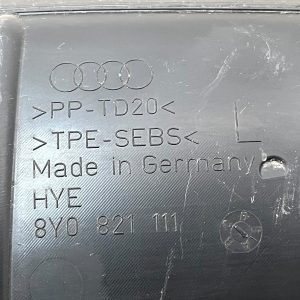 >PP-TD20<
>TPE-SEBS< L
Made in Germany
HYE
8Y0 821 111